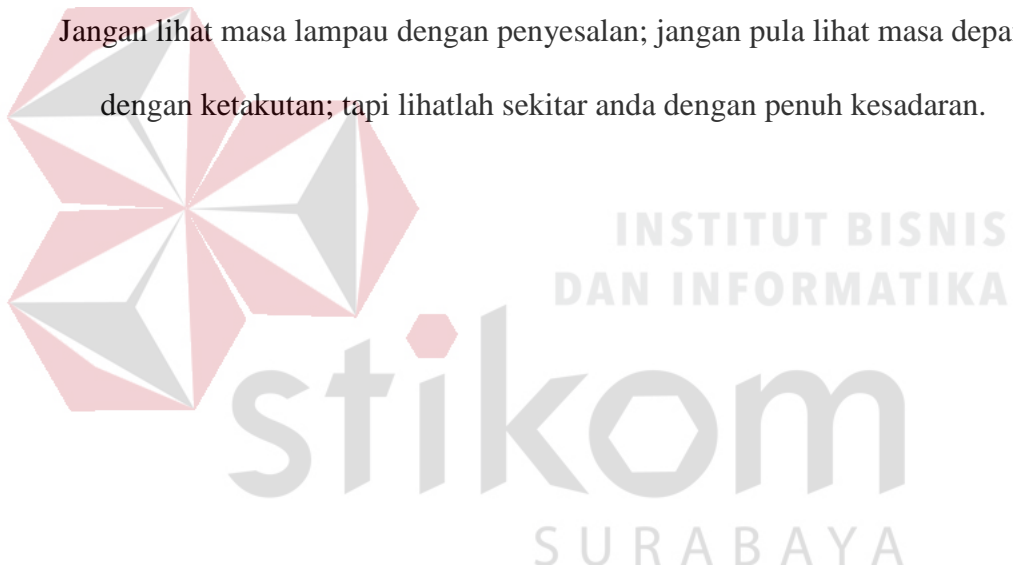 Jangan lihat masa lampau dengan penyesalan; jangan pula lihat masa depa
dengan ketakutan; tapi lihatlah sekitar anda dengan penuh kesadaran.
INSTITUT BISNIS
DAN INFORMATIKA
stikom
SURABAYA